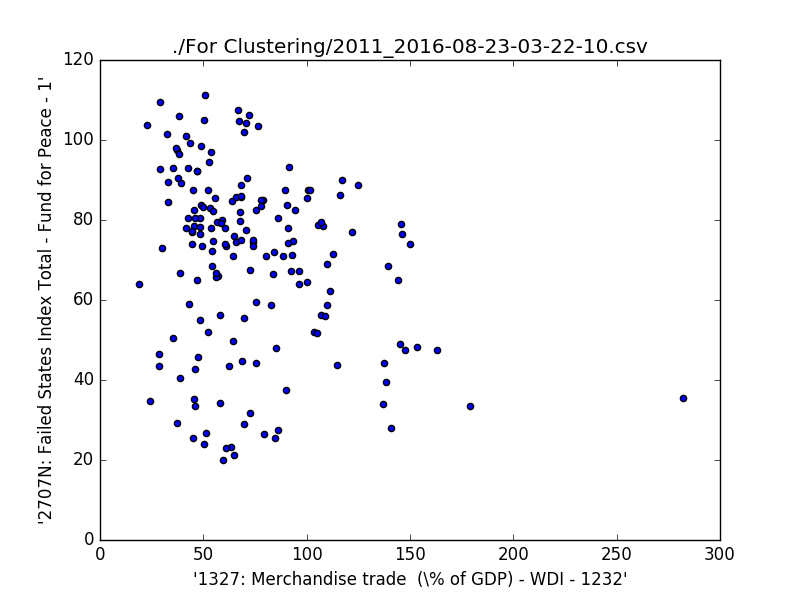 ./For Clustering/2011_2016-08-23-03-22-10.csv
'2707N: Failed States Index Total - Fund for Peace - 1'
120
100
80
60
40
20
0
0 50 100 150 200 250 300
'1327: Merchandise trade  (\% of GDP) - WDI - 1232'